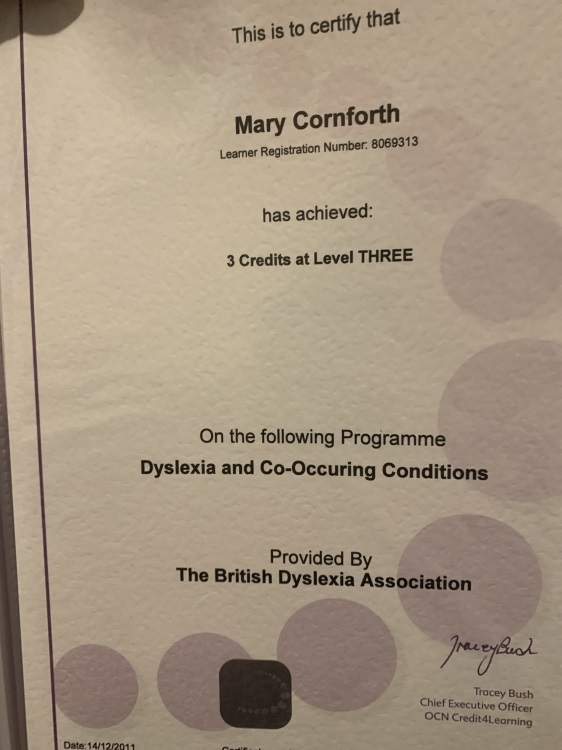 This is to certify that
Mary Cornforth
Learner Registration Number: 8069313
has achieved:
3 Credits at Level THREE
On the following Programme
Dyslexia and Co-Occuring Conditions
Provided By
The British Dyslexia Association
TraceyBush
Tracey Bush
Chief Executive Officer
OCN Credit4Learning
Date:14/12/2011